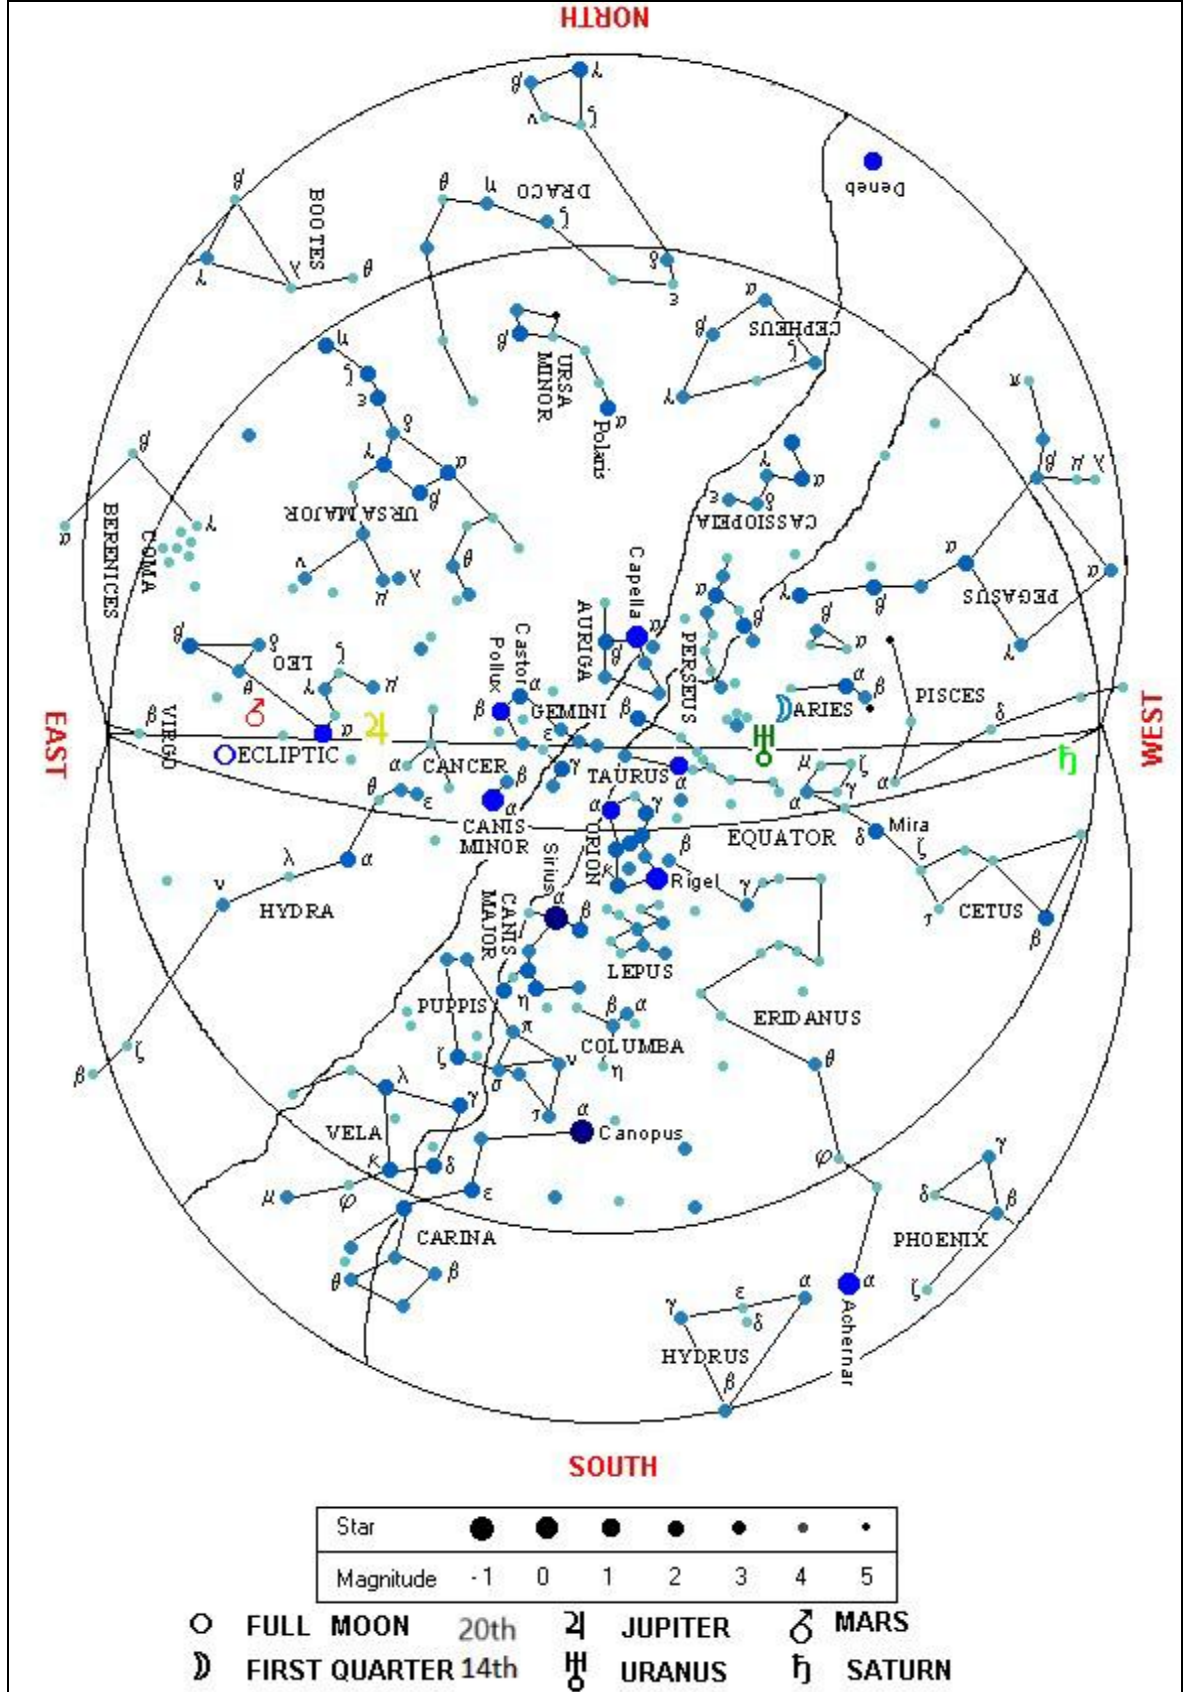 NORTH
β γ
ν ζ
Deneb
β
BOOTES
θ η DRACO
ζ
γ λ θ
δ
ε
α
β CEPHEUS
ζ
γ
β URSA MINOR
α
Polaris
η
ζ
ε
δ
γ α
β
URSA MAJOR
ν μ λ
θ
π
β μ λ
γ α
ε δ
CASSIOPEIA
β
α γ
COMA BERENICES
α α
PEGASUS
γ β
γ
Capella
α
AURIGA
β
α
β
PERSEUS
β
α
β δ
LEO
θ
ζ
γ μ
α
Castor
Pollux
α
β
GEMINI
ε
γ
β
α
β
ARIES
PISCES
δ
α
EAST
WEST
β
VIRGO
ECLIPTIC
α CANCER
θ ε
β
α
CANIS MINOR
TAURUS
α
μ ζ
α γ
EQUATOR
δ Mira
α γ
ORION
κ
β
Rigel
γ
ζ
τ CETUS
β
ν λ α
HYDRA
Sirius
α
β
CANIS MAJOR
η
LEPUS
PUPPIS
π
β α
COLUMBA
η
ERIDANUS
β ζ
ζ
σ
ν
τ
θ
λ
γ
VELA
κ δ
α
Canopus
μ φ
ε
φ
γ
δ β
PHOENIX
ζ
CARINA
θ β
α
ε
γ
δ
HYDRUS
β
α
Achernar
SOUTH
Star
Magnitude -1 0 1 2 3 4 5
○ FULL MOON 20th ♃ JUPITER ♂ MARS
☽ FIRST QUARTER 14th ♅ URANUS ♄ SATURN